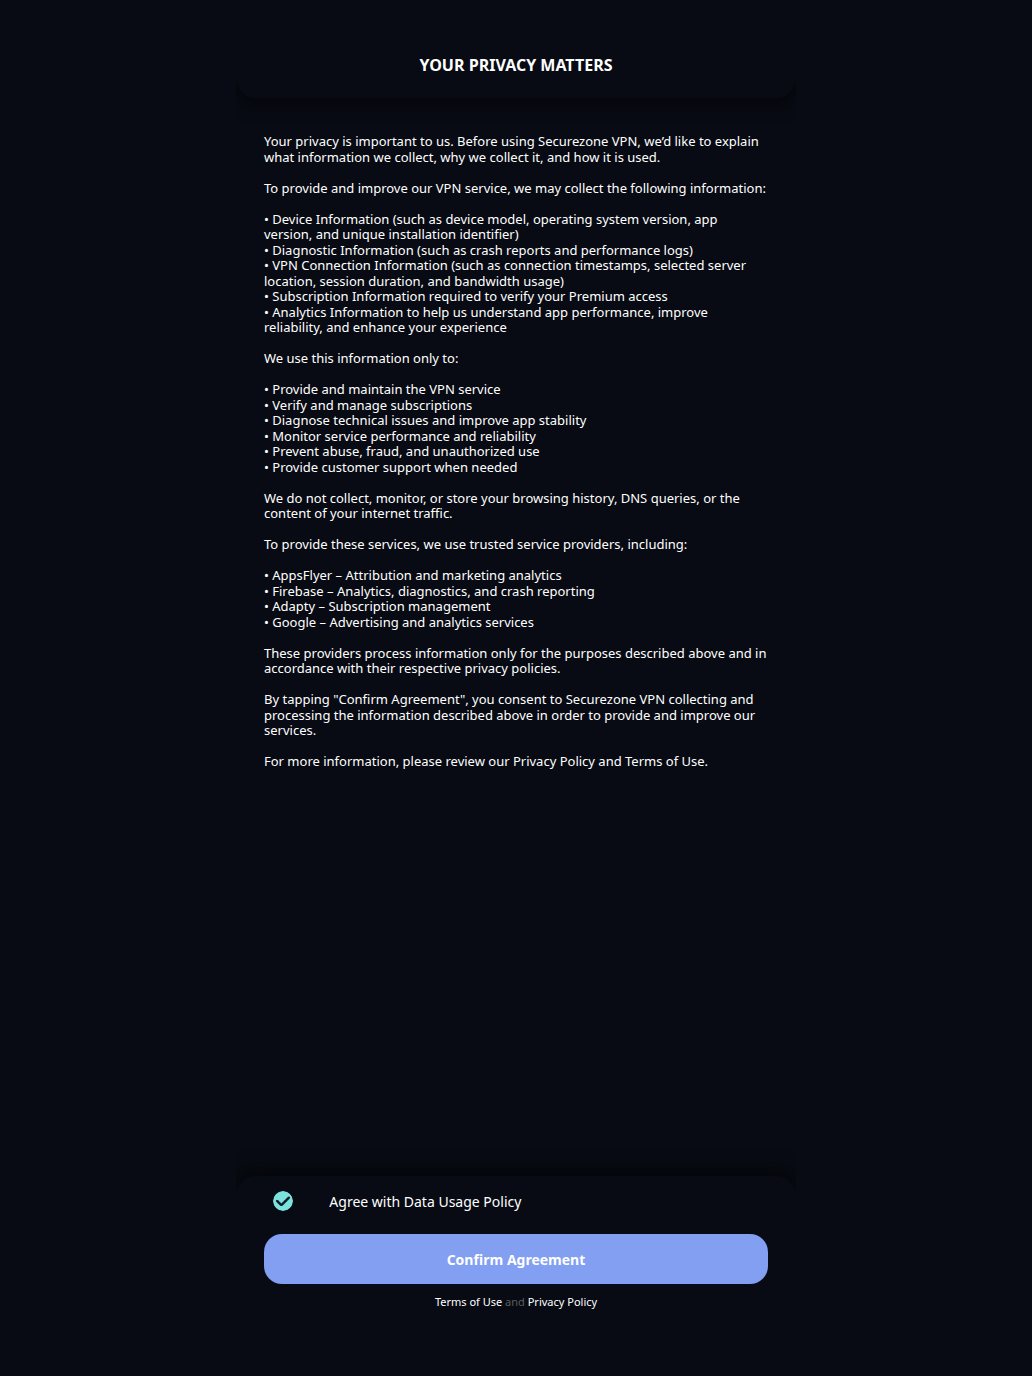 YOUR PRIVACY MATTERS
Your privacy is important to us. Before using Securezone VPN, we’d like to explain
what information we collect, why we collect it, and how it is used.
To provide and improve our VPN service, we may collect the following information:
• Device Information (such as device model, operating system version, app
version, and unique installation identifier)
• Diagnostic Information (such as crash reports and performance logs)
• VPN Connection Information (such as connection timestamps, selected server
location, session duration, and bandwidth usage)
• Subscription Information required to verify your Premium access
• Analytics Information to help us understand app performance, improve
reliability, and enhance your experience
We use this information only to:
• Provide and maintain the VPN service
• Verify and manage subscriptions
• Diagnose technical issues and improve app stability
• Monitor service performance and reliability
• Prevent abuse, fraud, and unauthorized use
• Provide customer support when needed
We do not collect, monitor, or store your browsing history, DNS queries, or the
content of your internet traffic.
To provide these services, we use trusted service providers, including:
• AppsFlyer – Attribution and marketing analytics
• Firebase – Analytics, diagnostics, and crash reporting
• Adapty – Subscription management
• Google – Advertising and analytics services
These providers process information only for the purposes described above and in
accordance with their respective privacy policies.
By tapping "Confirm Agreement", you consent to Securezone VPN collecting and
processing the information described above in order to provide and improve our
services.
For more information, please review our Privacy Policy and Terms of Use.
Agree with Data Usage Policy
Confirm Agreement
Terms of Use and Privacy Policy